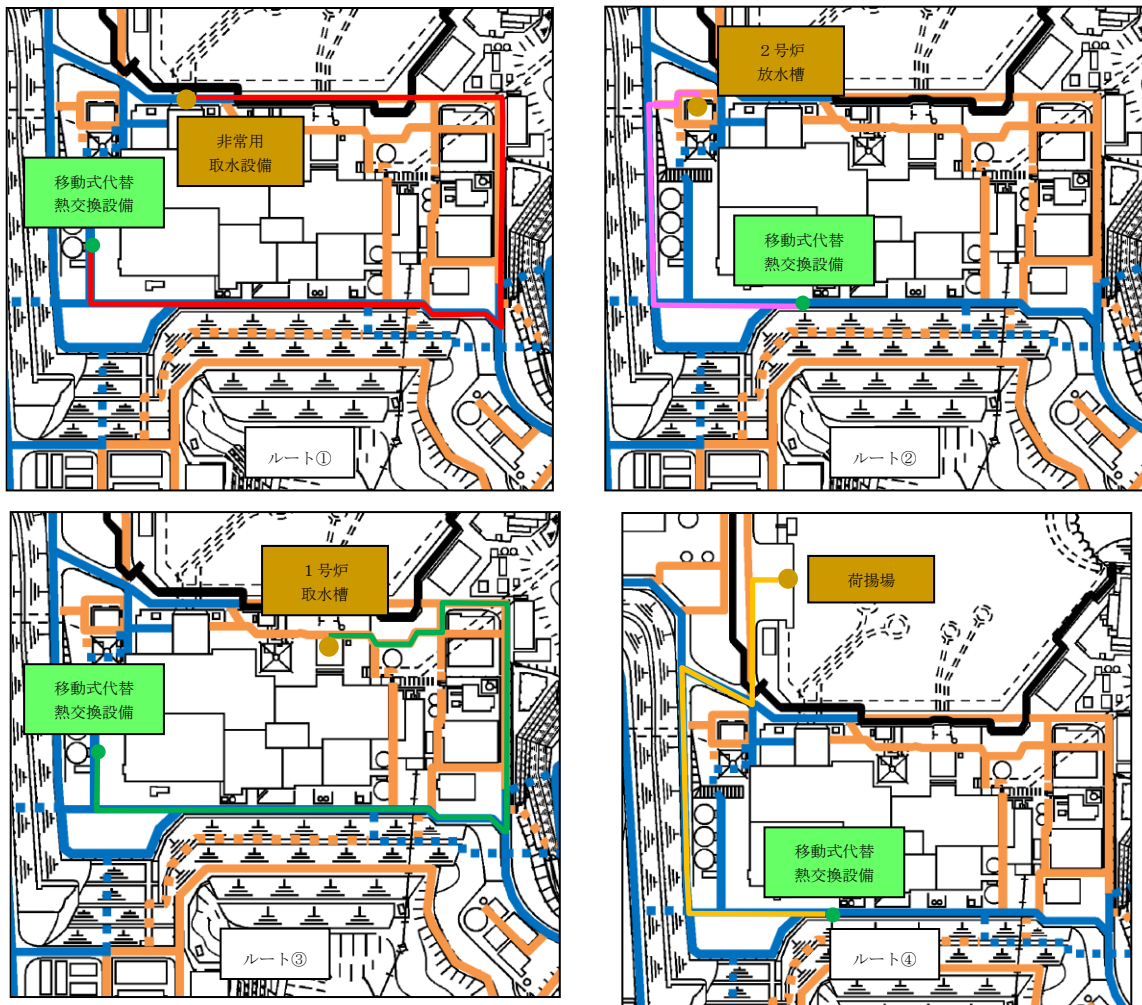 非常用
取水設備
移動式代替
熱交換設備
ルート①
2号炉
放水槽
移動式代替
熱交換設備
ルート②
1号炉
取水槽
移動式代替
熱交換設備
ルート③
荷揚場
移動式代替
熱交換設備
ルート④